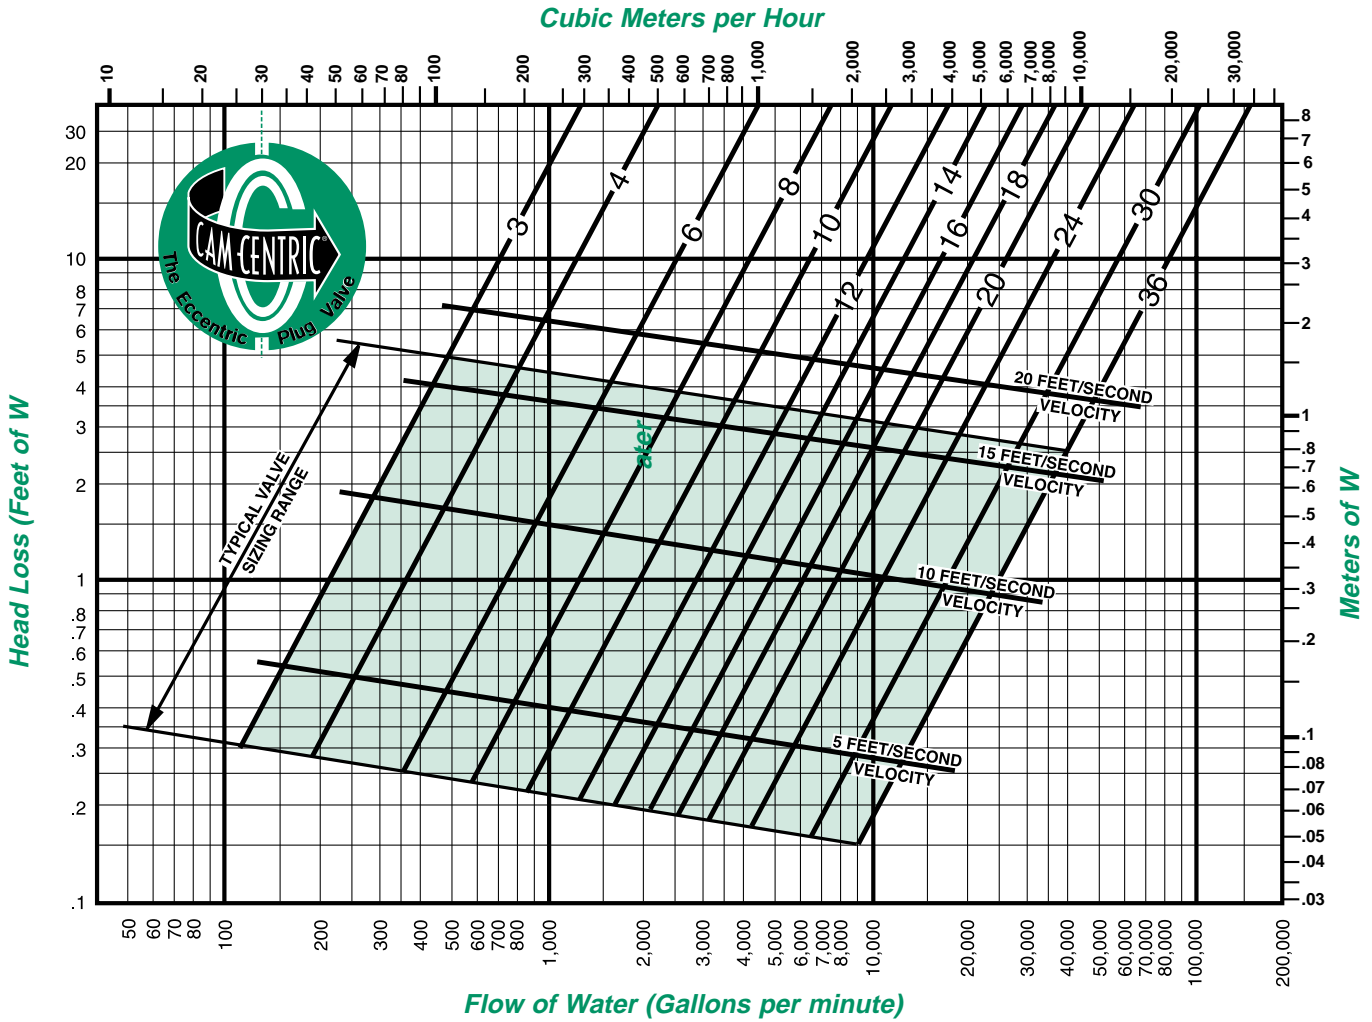 Cubic Meters per Hour
10 20 30 40 50 60 70 80 100 200 300 400 500 600 700 800 1,000 2,000 3,000 4,000 5,000 6,000 7,000 8,000 10,000 20,000 30,000
30
20
10
8
7
6
5
4
3
2
1
.8
.7
.6
.5
.4
.3
.2
.1
Head Loss (Feet of W
ater
CAM-CENTRIC®
The Eccentric Plug Valve
TYPICAL VALVE
SIZING RANGE
3
4
6
8
10
12
14
16
18
20
24
30
36
20 FEET/SECOND
VELOCITY
15 FEET/SECOND
VELOCITY
10 FEET/SECOND
VELOCITY
5 FEET/SECOND
VELOCITY
8
7
6
5
4
3
2
1
.8
.7
.6
.5
.4
.3
.2
.1
.08
.07
.06
.05
.04
.03
Meters of W
50 60 70 80 100 200 300 400 500 600 700 800 1,000 2,000 3,000 4,000 5,000 6,000 7,000 8,000 10,000 20,000 30,000 40,000 50,000 60,000 70,000 80,000 100,000 200,000
Flow of Water (Gallons per minute)